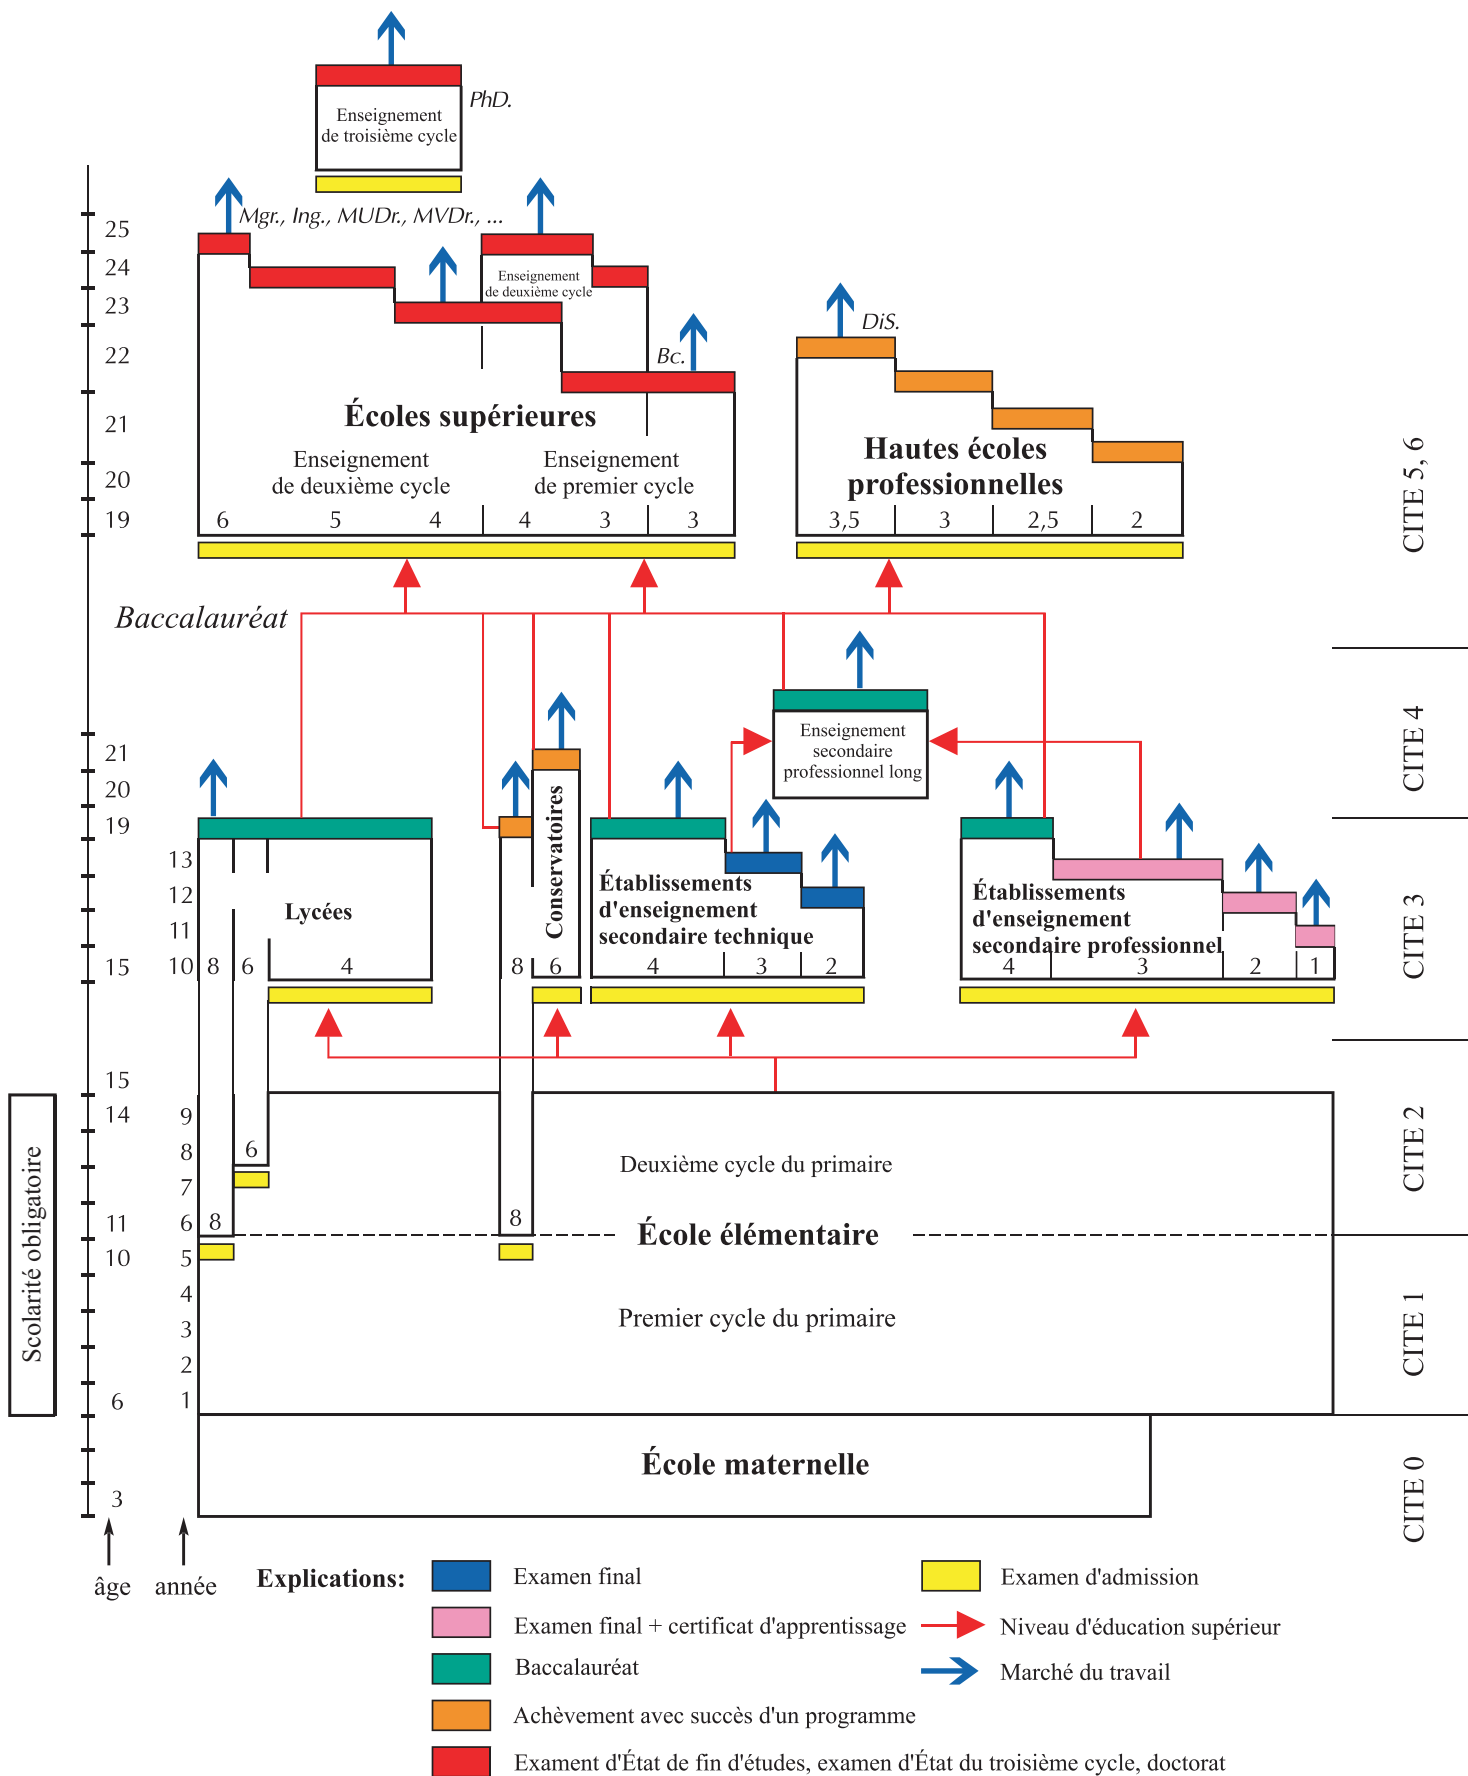 PhD.
Enseignement
de troisième cycle
Mgr., Ing., MUDr., MVDr., ...
25
24
23
22
21
20
19
Enseignement
de deuxième cycle
Bc.
Écoles supérieures
Enseignement
de deuxième cycle
Enseignement
de premier cycle
6
5
4
4
3
3
DiS.
Hautes écoles
professionnelles
3,5
3
2,5
2
CITE 5, 6
Baccalauréat
Enseignement
secondaire
professionnel long
CITE 4
21
20
19
15
13
12
11
10
Lycées
8
6
4
Conservatoires
8
6
Établissements
d'enseignement
secondaire technique
4
3
2
Établissements
d'enseignement
secondaire professionnel
4
3
2
1
CITE 3
15
14
11
10
6
3
9
8
7
6
5
4
3
2
1
6
8
8
Deuxième cycle du primaire
École élémentaire
Premier cycle du primaire
CITE 2
CITE 1
Scolarité obligatoire
École maternelle
CITE 0
âge
année
Explications:
Examen final
Examen final + certificat d'apprentissage
Baccalauréat
Achèvement avec succès d'un programme
Exament d'État de fin d'études, examen d'État du troisième cycle, doctorat
Examen d'admission
Niveau d'éducation supérieur
Marché du travail